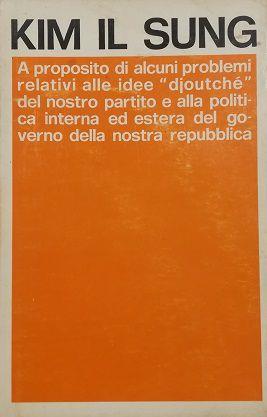 KIM IL SUNG
A proposito di alcuni problemi
relativi alle idee "djoutché"
del nostro partito e alla politi-
ca interna ed estera del go-
verno della nostra repubblica